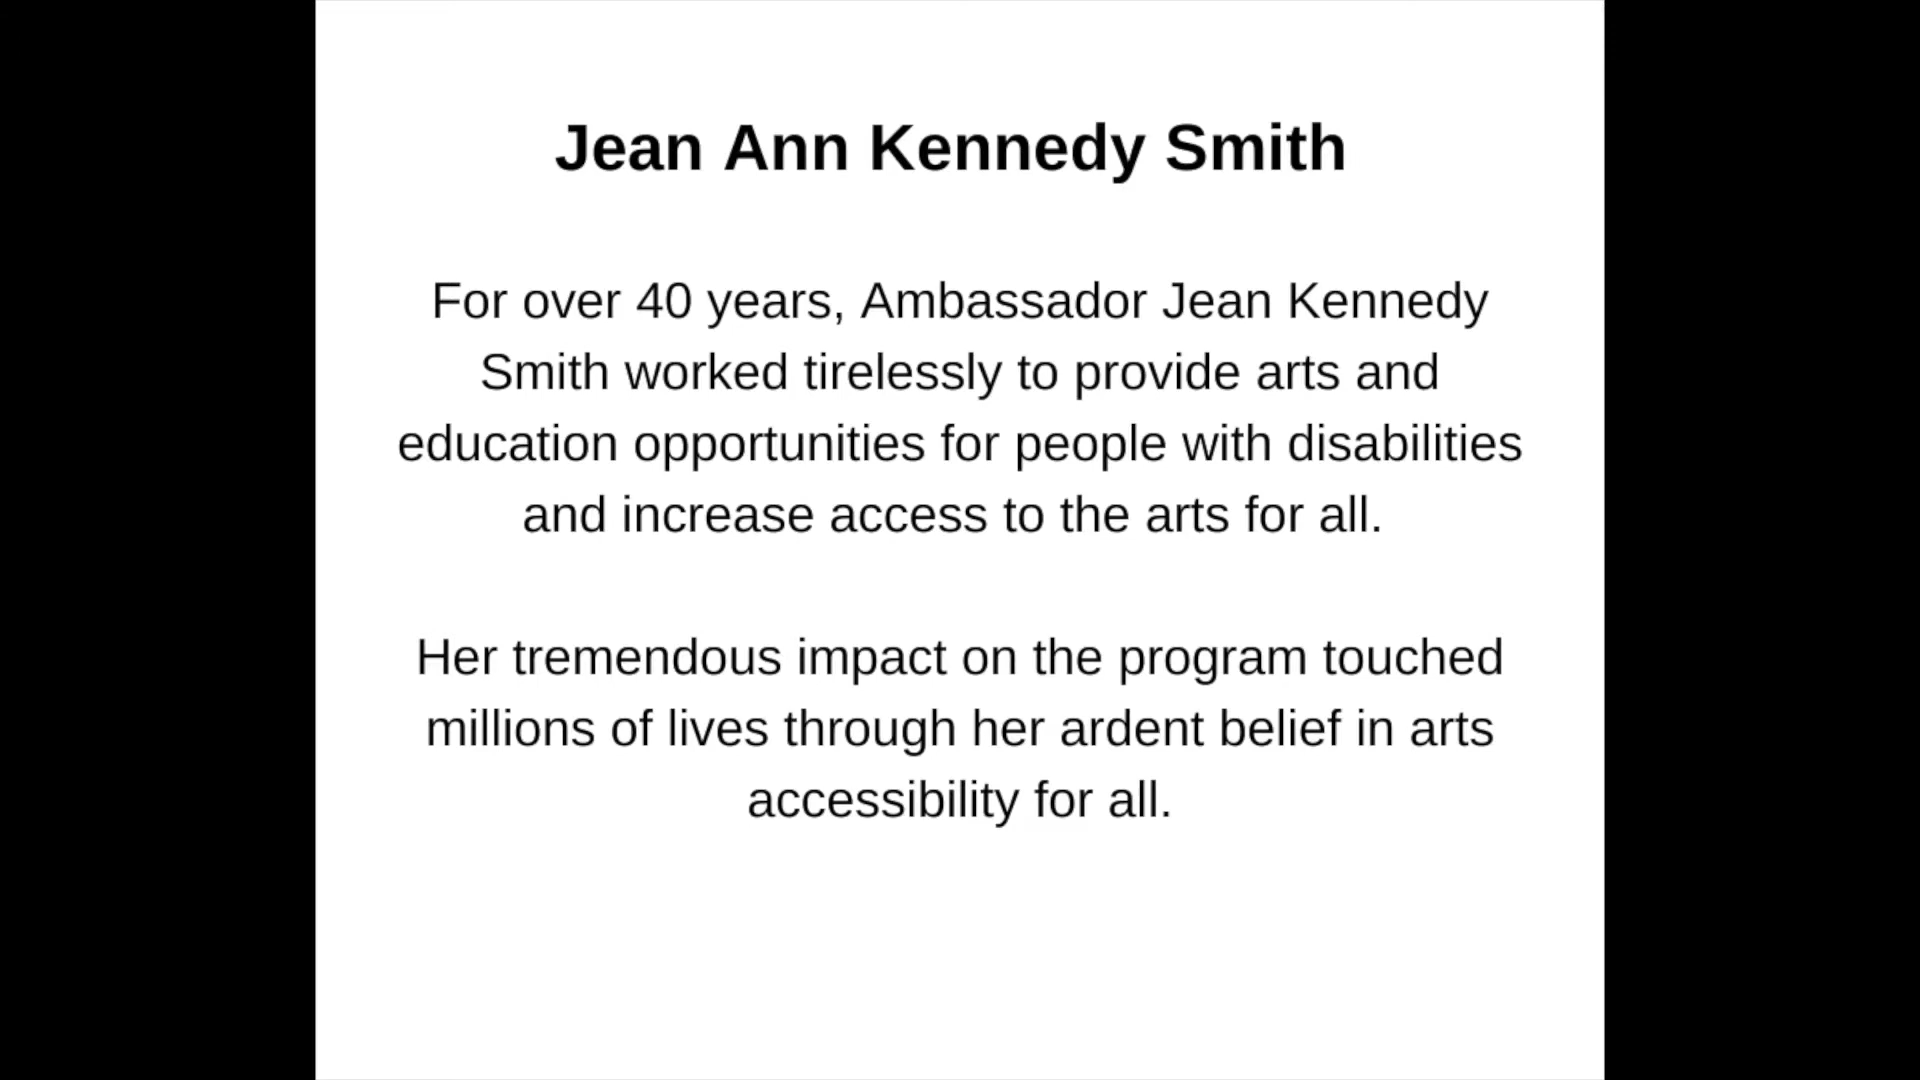 Jean Ann Kennedy Smith
For over 40 years, Ambassador Jean Kennedy
Smith worked tirelessly to provide arts and
education opportunities for people with disabilities
and increase access to the arts for all.
Her tremendous impact on the program touched
millions of lives through her ardent belief in arts
accessibility for all.